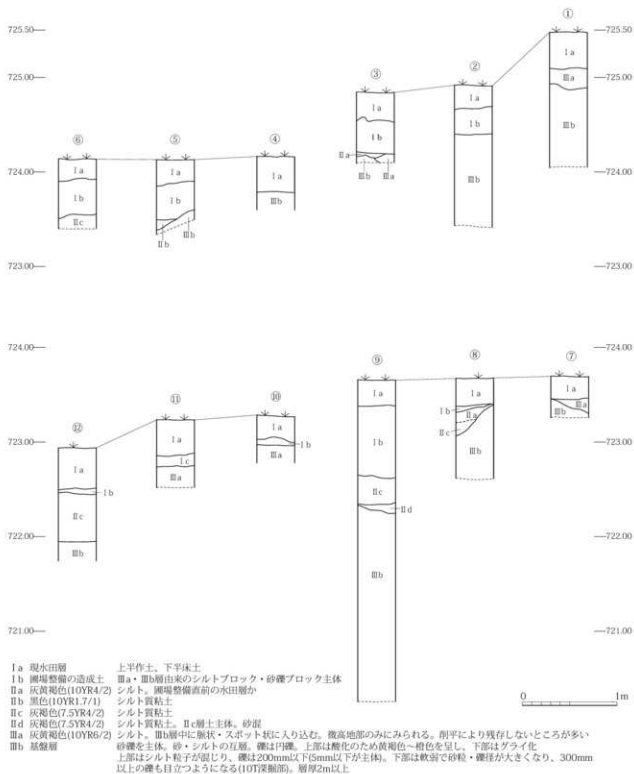 ①
725.50
725.50
Ⅰa
③
②
725.00
Ⅲa
725.00
Ⅰa
Ⅰa
⑥
⑤
④
Ⅰb
Ⅰb
Ⅲb
Ⅱa
Ⅲb
Ⅲa
724.00
Ⅰa
Ⅰa
Ⅰa
Ⅲb
724.00
Ⅰb
Ⅰb
Ⅲb
Ⅱc
Ⅱb
Ⅲb
723.00
723.00
724.00
⑨
⑧
⑦
724.00
⑫
⑪
⑩
Ⅰa
Ⅰa
Ⅰa
Ⅰb
Ⅱa
Ⅱc
Ⅲa
Ⅲb
723.00
Ⅰa
Ⅰa
Ⅰa
Ⅰb
Ⅰb
Ⅲb
723.00
Ⅰc
Ⅲa
Ⅲa
Ⅰb
Ⅱc
Ⅱc
Ⅱd
722.00
Ⅲb
Ⅲb
722.00
721.00
721.00
Ⅰa 現水田層 上半作土、下半床土
Ⅰb 圃場整備の造成土 Ⅲa・Ⅲb層由来のシルトブロック・砂礫ブロック主体
Ⅱa 灰黄褐色(10YR4/2) シルト。圃場整備直前の水田層か
Ⅱb 黒色(10YR1.7/1) シルト質粘土
Ⅱc 灰褐色(7.5YR4/2) シルト質粘土
Ⅱd 灰褐色(7.5YR4/2) シルト質粘土。Ⅱc層土主体。砂混
Ⅲa 灰黄褐色(10YR6/2) シルト。Ⅲb層中に脈状・スポット状に入り込む。微高地部のみにみられる。削平により残存しないところが多い
Ⅲb 基盤層 砂礫を主体。砂・シルトの互層。礫は円礫。上部は酸化のため黄褐色～橙色を呈し、下部はグライ化
上部はシルト粒子が混じり、礫は200mm以下(5mm以下が主体)。下部は軟弱で砂粒・礫径が大きくなり、300mm
以上の礫も目立つようになる(10T深掘部)。層厚2m以上
0 1m